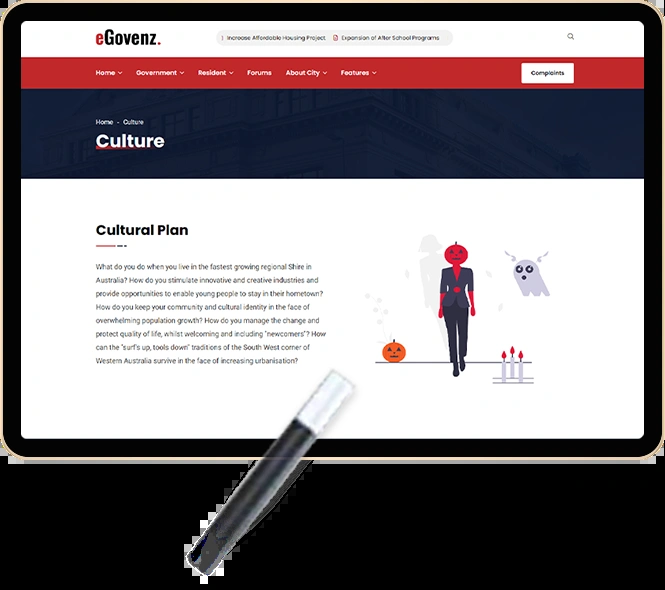 eGovenz.
Increase Affordable Housing Project Expansion of After School Programs
Home Government Resident Forums About City Features Complaints
Home - Culture
Culture
Cultural Plan
What do you do when you live in the fastest growing regional Shire in
Australia? How do you stimulate innovative and creative industries and
provide opportunities to enable young people to stay in their hometown?
How do you keep your community and cultural identity in the face of
overwhelming population growth? How do you manage the change and
protect quality of life, whilst welcoming and including "newcomers"? How
can the "surf's up, tools down" traditions of the South West corner of
Western Australia survive in the face of increasing urbanisation?